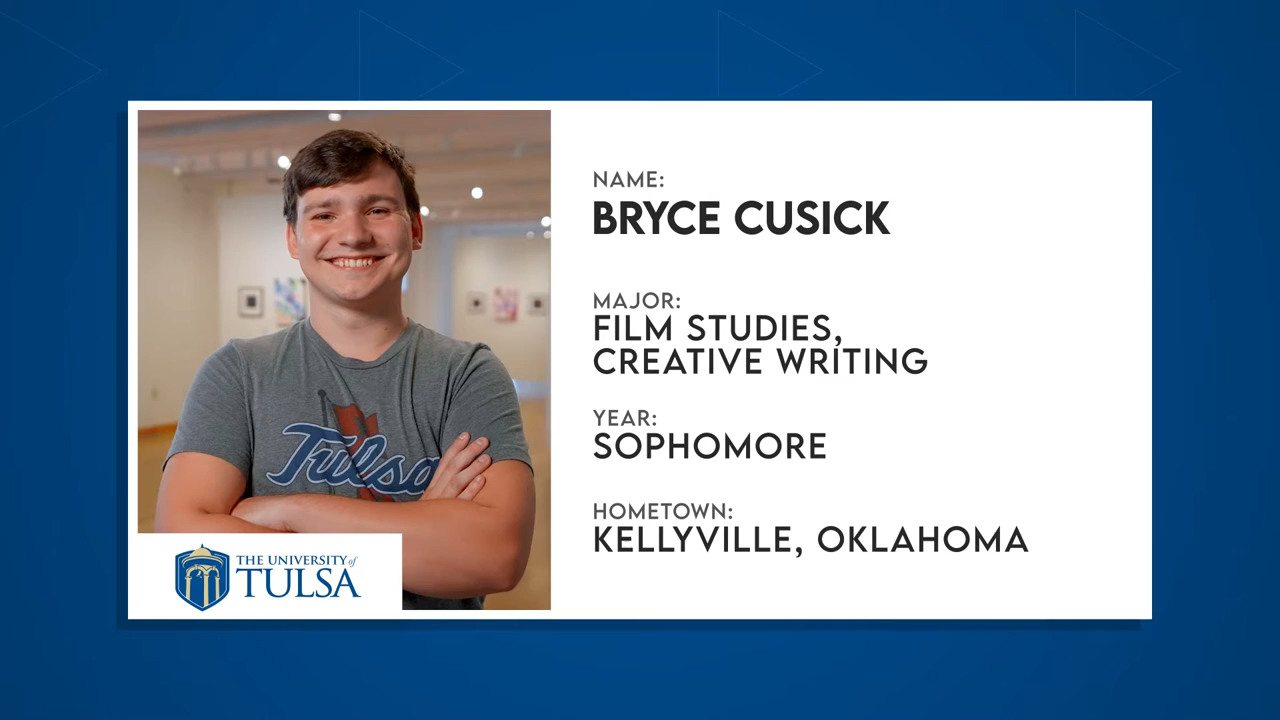 NAME:
BRYCE CUSICK
MAJOR:
FILM STUDIES,
CREATIVE WRITING
YEAR:
SOPHOMORE
HOMETOWN:
KELLYVILLE, OKLAHOMA
Tulsa
THE UNIVERSITY of
TULSA